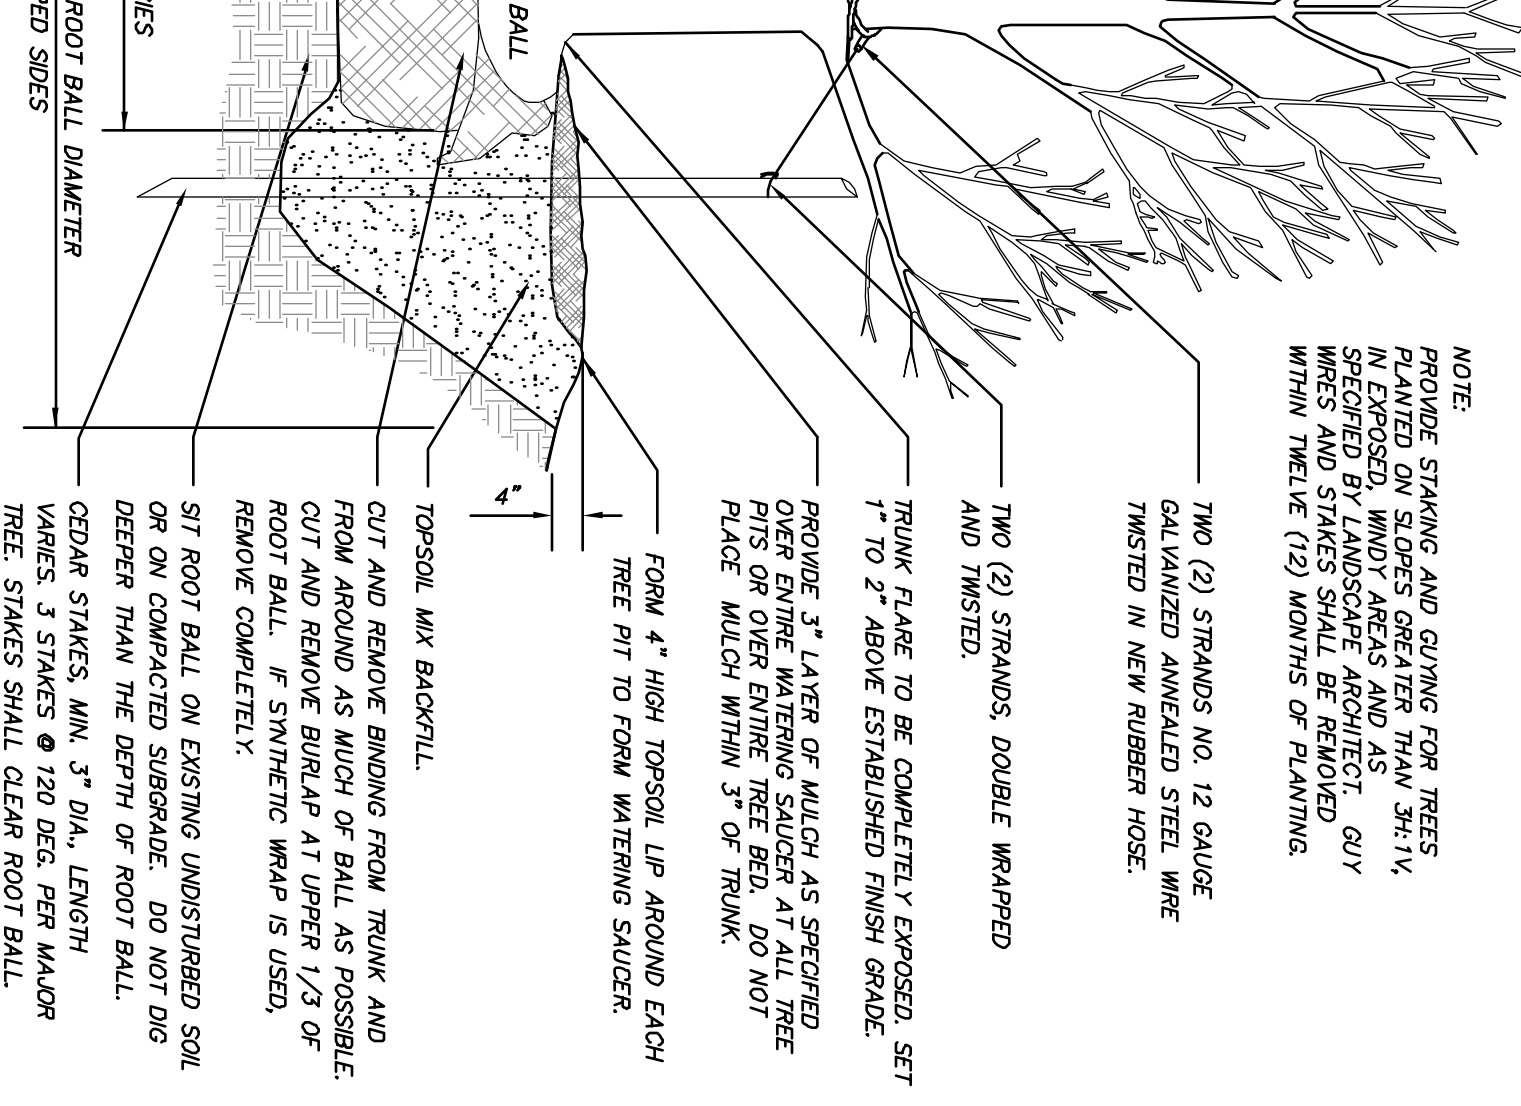 NOTE:
PROVIDE STAKING AND GUYING FOR TREES
PLANTED ON SLOPES GREATER THAN 3H:1V,
IN EXPOSED, WINDY AREAS AND AS
SPECIFIED BY LANDSCAPE ARCHITECT. GUY
WIRES AND STAKES SHALL BE REMOVED
WITHIN TWELVE (12) MONTHS OF PLANTING.
TWO (2) STRANDS NO. 12 GAUGE
GALVANIZED ANNEALED STEEL WIRE
TWISTED IN NEW RUBBER HOSE.
TWO (2) STRANDS, DOUBLE WRAPPED
AND TWISTED.
TRUNK FLARE TO BE COMPLETELY EXPOSED. SET
1" TO 2" ABOVE ESTABLISHED FINISH GRADE.
PROVIDE 3" LAYER OF MULCH AS SPECIFIED
OVER ENTIRE WATERING SAUCER AT ALL TREE
PITS OR OVER ENTIRE TREE BED. DO NOT
PLACE MULCH WITHIN 3" OF TRUNK.
FORM 4" HIGH TOPSOIL LIP AROUND EACH
TREE PIT TO FORM WATERING SAUCER.
4"
BALL
TOPSOIL MIX BACKFILL.
CUT AND REMOVE BINDING FROM TRUNK AND
FROM AROUND AS MUCH OF BALL AS POSSIBLE.
CUT AND REMOVE BURLAP AT UPPER 1/3 OF
ROOT BALL. IF SYNTHETIC WRAP IS USED,
REMOVE COMPLETELY.
SIT ROOT BALL ON EXISTING UNDISTURBED SOIL
OR ON COMPACTED SUBGRADE. DO NOT DIG
DEEPER THAN THE DEPTH OF ROOT BALL.
CEDAR STAKES, MIN. 3" DIA., LENGTH
VARIES. 3 STAKES @ 120 DEG. PER MAJOR
TREE. STAKES SHALL CLEAR ROOT BALL.
IES
ROOT BALL DIAMETER
PED SIDES